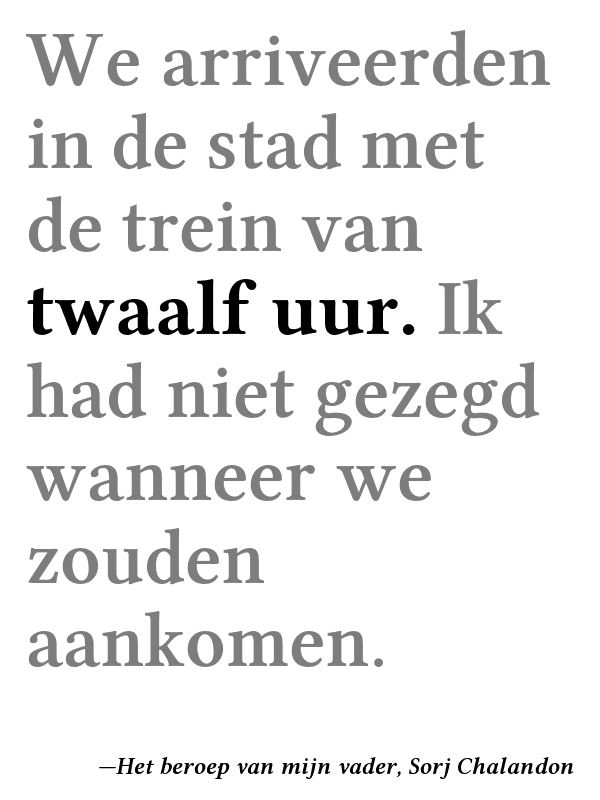 We arriveerden
in de stad met
de trein van
twaalf uur. Ik
had niet gezegd
wanneer we
zouden
aankomen.
—Het beroep van mijn vader, Sorj Chalandon